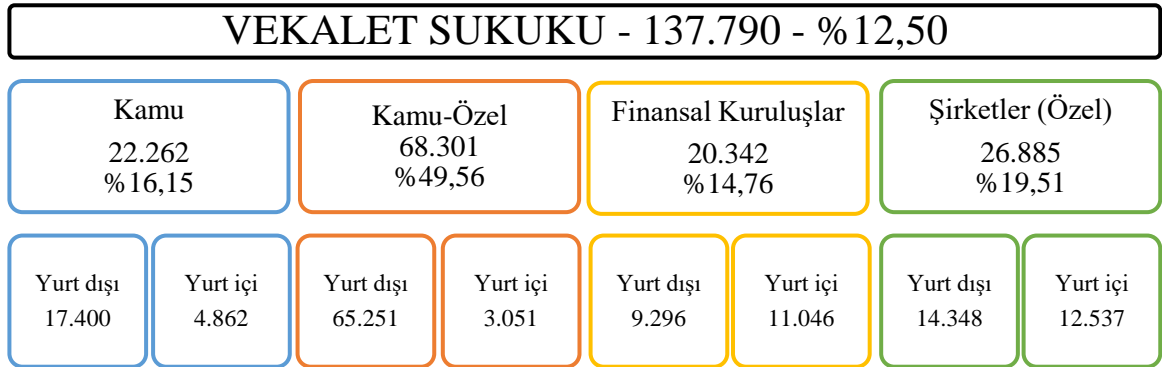 VEKALET SUKUKU - 137.790 - %12,50
Kamu
22.262
%16,15
Kamu-Özel
68.301
%49,56
Finansal Kuruluşlar
20.342
%14,76
Şirketler (Özel)
26.885
%19,51
Yurt dışı
17.400
Yurt içi
4.862
Yurt dışı
65.251
Yurt içi
3.051
Yurt dışı
9.296
Yurt içi
11.046
Yurt dışı
14.348
Yurt içi
12.537